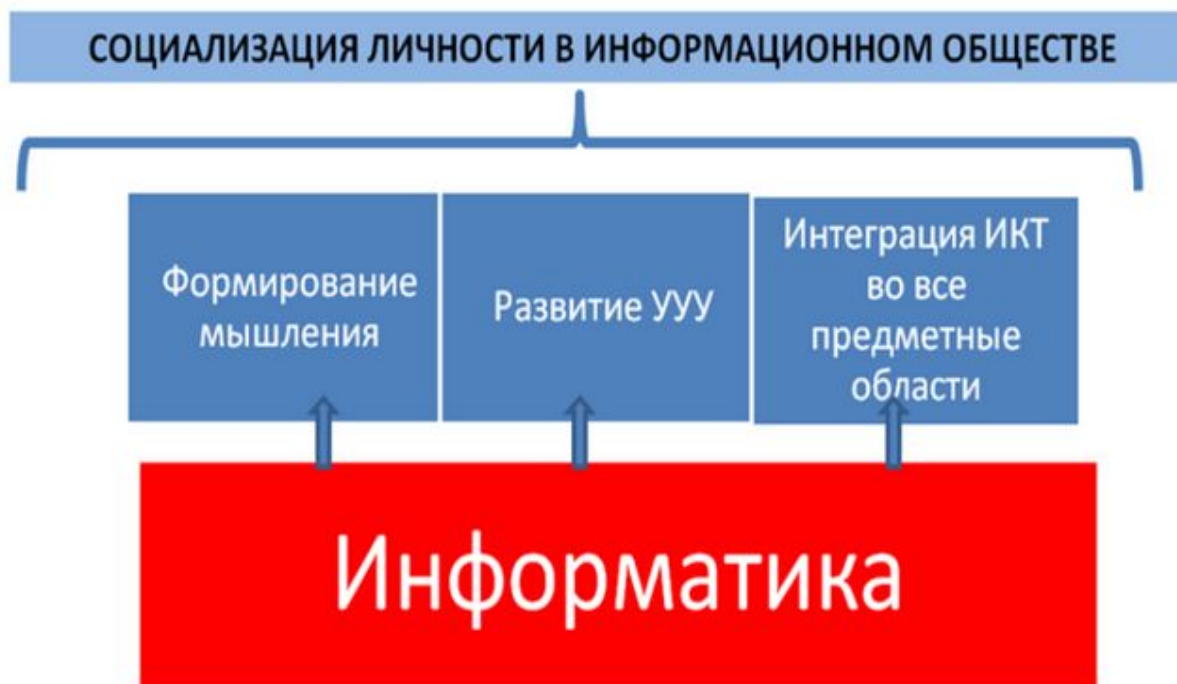 СОЦИАЛИЗАЦИЯ ЛИЧНОСТИ В ИНФОРМАЦИОННОМ ОБЩЕСТВЕ
Формирование
мышления
Развитие УУУ
Интеграция ИКТ
во все
предметные
области
Информатика